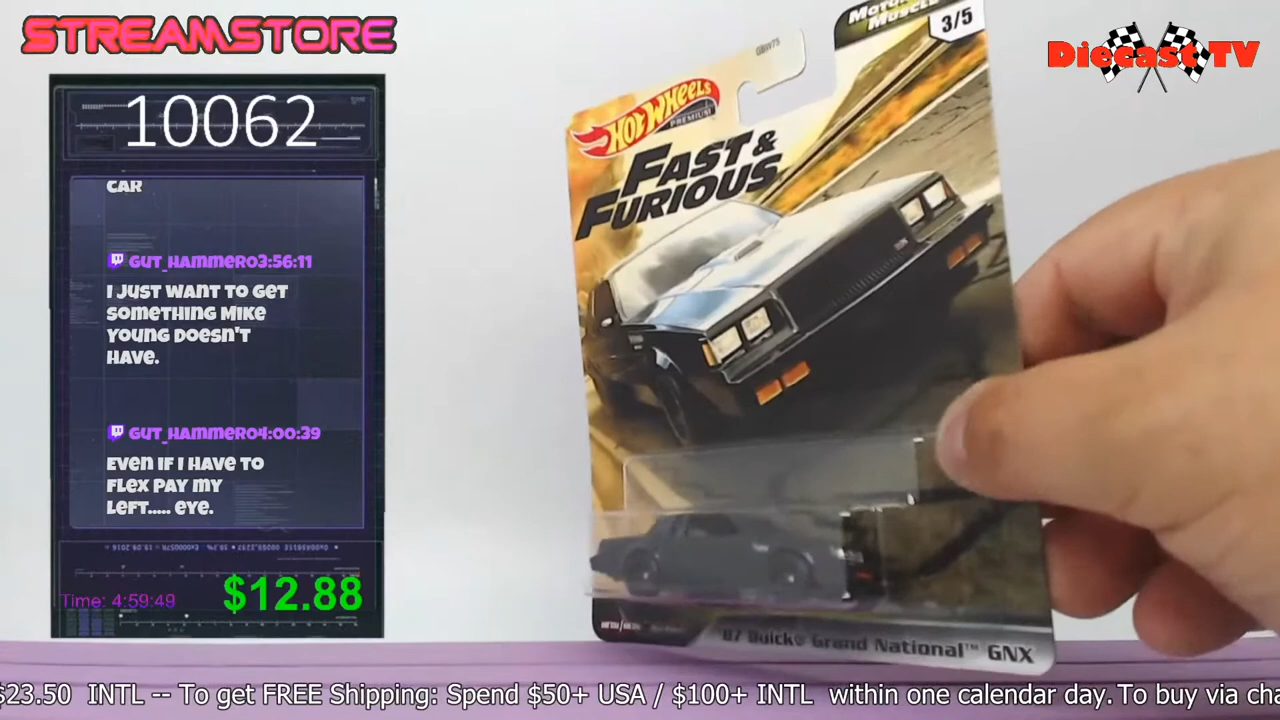 STREAMSTORE
10062
CAR
GUT_HAMMER03:56:11
I JUST WANT TO GET
SOMETHING MIKE
YOUNG DOESN'T
HAVE.
GUT_HAMMER04:00:39
EVEN IF I HAVE TO
FLEX PAY MY
LEFT..... EYE.
Time: 4:59:49
$12.88
Diecast TV
3/5
GBW75
HOT WHEELS
PREMIUM
FAST &
FURIOUS
'87 Buick® Grand National™ GNX
$23.50 INTL -- To get FREE Shipping: Spend $50+ USA / $100+ INTL within one calendar day. To buy via cha